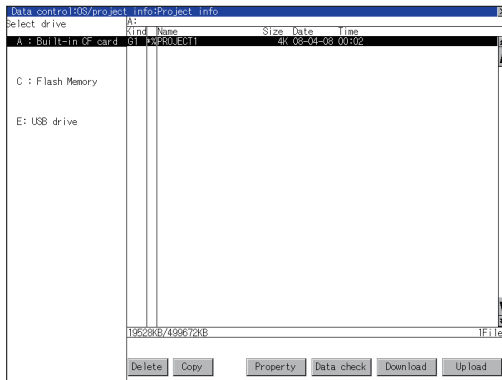 Data control:OS/project info:Project info
Select drive
A:
Kind Name Size Date Time
A : Built-in CF card G1 *%PROJECT1 4K 08-04-08 00:02
C : Flash Memory
E: USB drive
19528KB/499672KB 1File
Delete Copy Property Data check Download Upload